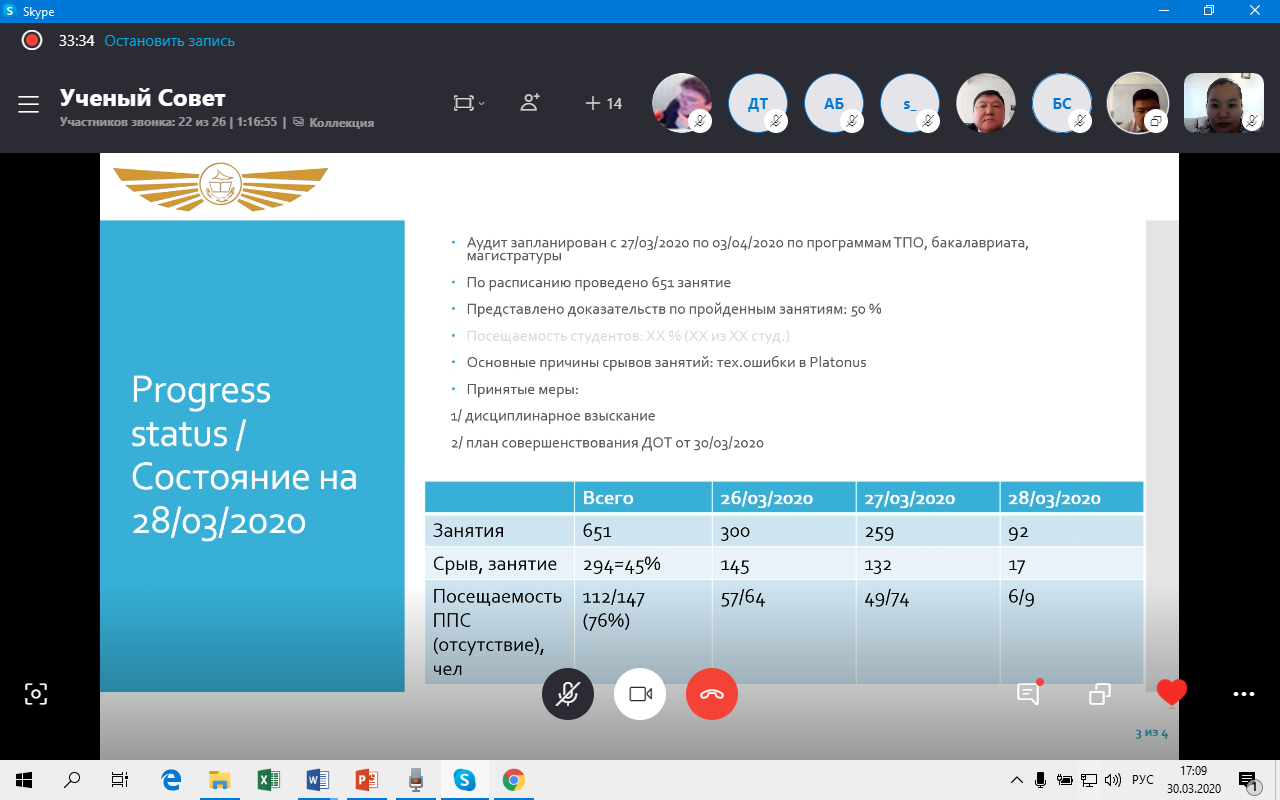 Skype
33:34 Остановить запись
Ученый Совет
Участников звонка: 22 из 26 | 1:16:55 | Коллекция
+ 14
ДТ
АБ
s_
БС
Progress
status /
Состояние на
28/03/2020
• Аудит запланирован с 27/03/2020 по 03/04/2020 по программам ТПО, бакалавриата,
магистратуры
• По расписанию проведено 651 занятие
• Представлено доказательств по пройденным занятиям: 50 %
• Посещаемость студентов: ХХ % (ХХ из ХХ студ.)
• Основные причины срывов занятий: тех.ошибки в Platonus
• Принятые меры:
1/ дисциплинарное взыскание
2/ план совершенствования ДОТ от 30/03/2020
Всего 26/03/2020 27/03/2020 28/03/2020
Занятия 651 300 259 92
Срыв, занятие 294=45% 145 132 17
Посещаемость 112/147 57/64 49/74 6/9
ППС (76%)
(отсутствие),
чел
3 из 4
РУС
17:09
30.03.2020
1